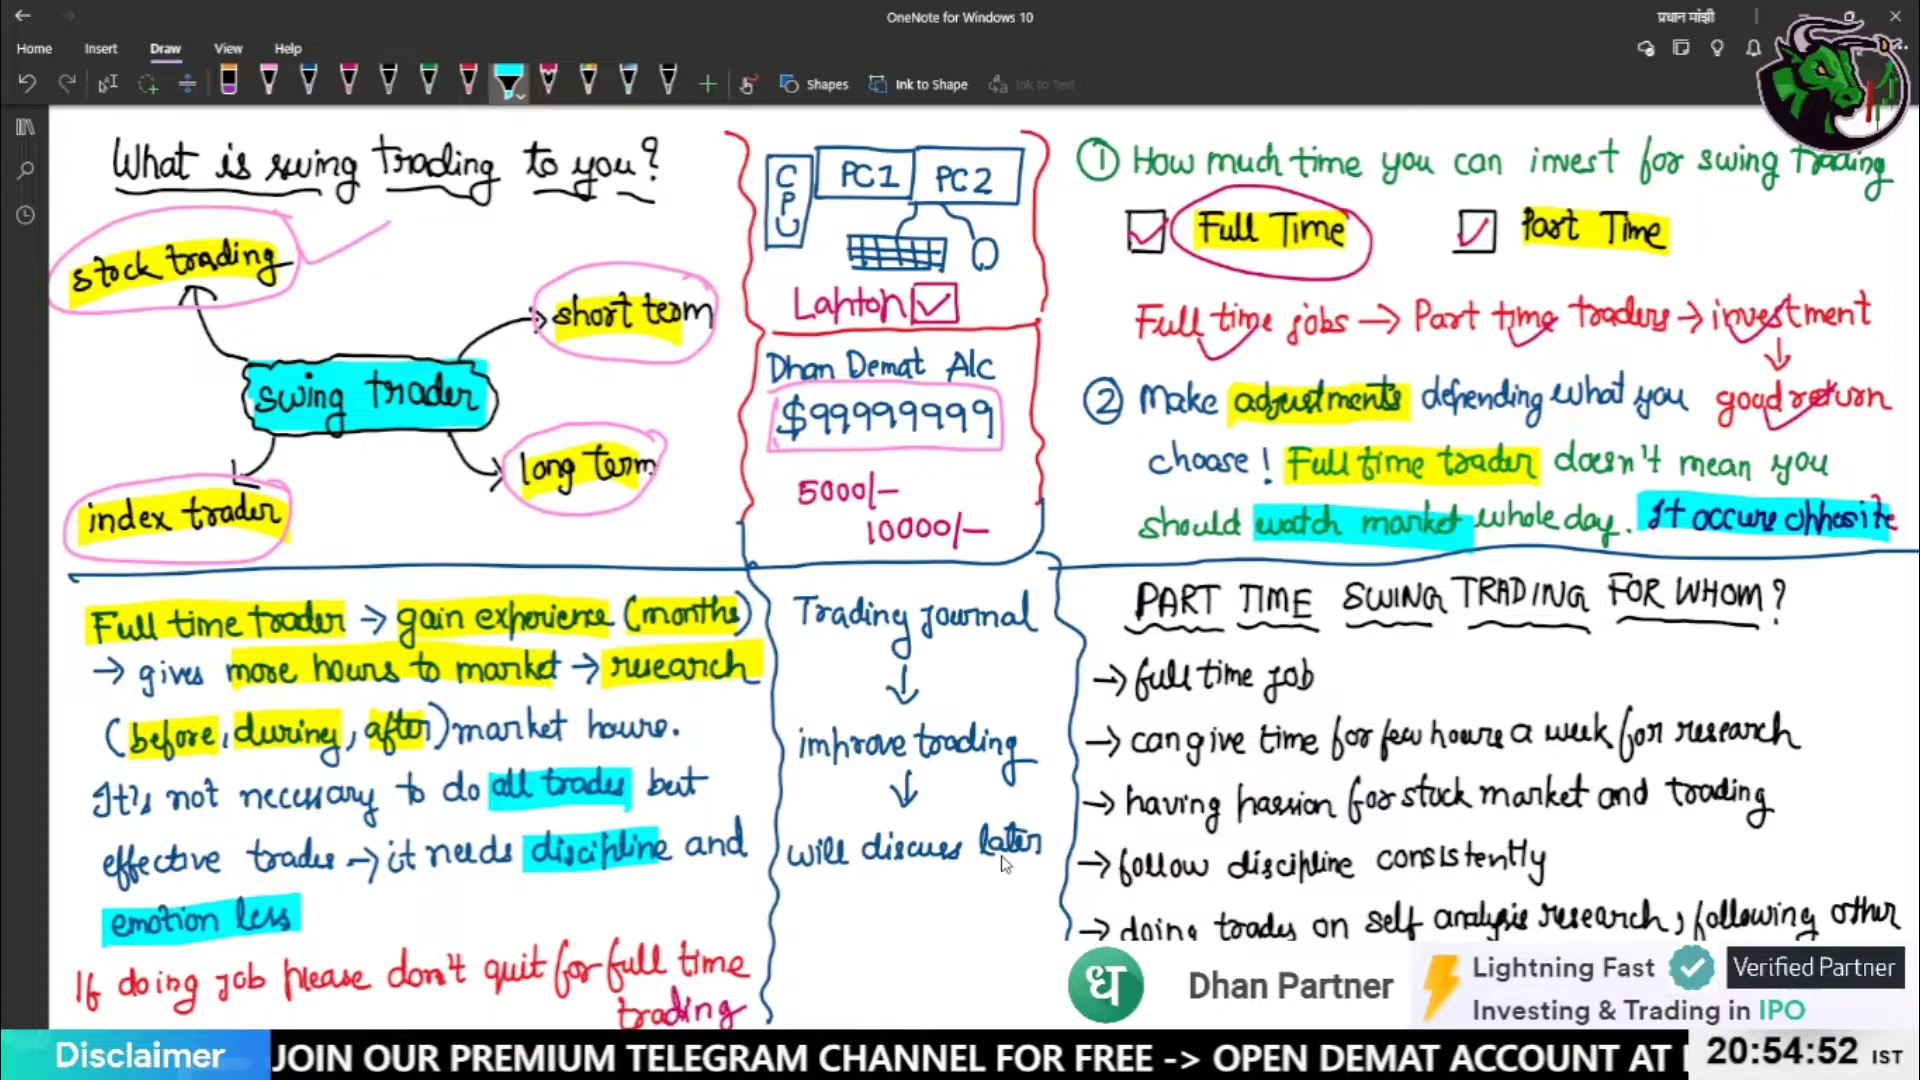 OneNote for Windows 10
प्रधान मांझी
Home Insert Draw View Help
Shapes Ink to Shape Ink to Text
What is swing trading to you?
stock trading
short term
swing trader
long term
index trader
CPU PC1 PC2
Laptop
Dhan Demat A/c
$99999999
5000/-
10000/-
① How much time you can invest for swing trading
Full Time Part Time
Full time jobs → Part time traders → investment
↓
good return
② Make adjustments depending what you
choose! Full time trader doesn't mean you
should watch market whole day. It occure opposite
Full time trader → gain experience (months)
→ gives more hours to market → research
(before, during, after) market hours.
It's not necessary to do all trades but
effective trades → it needs discipline and
emotion less
If doing job please don't quit for full time
trading
Trading Journal
↓
improve trading
↓
will discuss later
PART TIME SWING TRADING FOR WHOM?
→ full time job
→ can give time for few hours a week for research
→ having passion for stock market and trading
→ follow discipline consistently
→ doing trades on self analysis research, following other
ध Dhan Partner
Lightning Fast Verified Partner
Investing & Trading in IPO
Disclaimer JOIN OUR PREMIUM TELEGRAM CHANNEL FOR FREE -> OPEN DEMAT ACCOUNT AT
20:54:52 IST